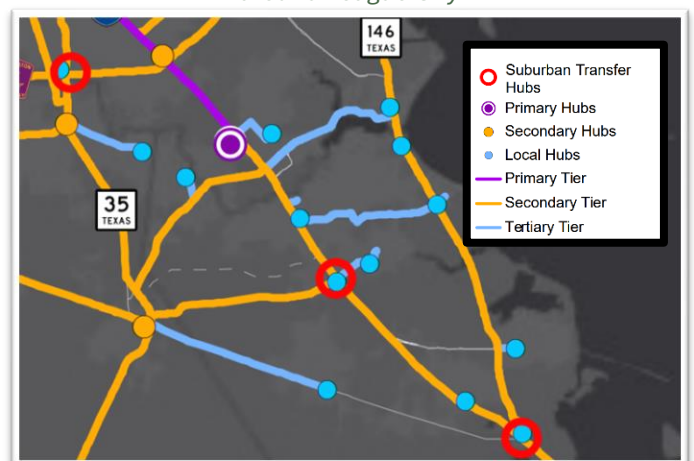 146
TEXAS
35
TEXAS
Suburban Transfer
Hubs
Primary Hubs
Secondary Hubs
Local Hubs
Primary Tier
Secondary Tier
Tertiary Tier